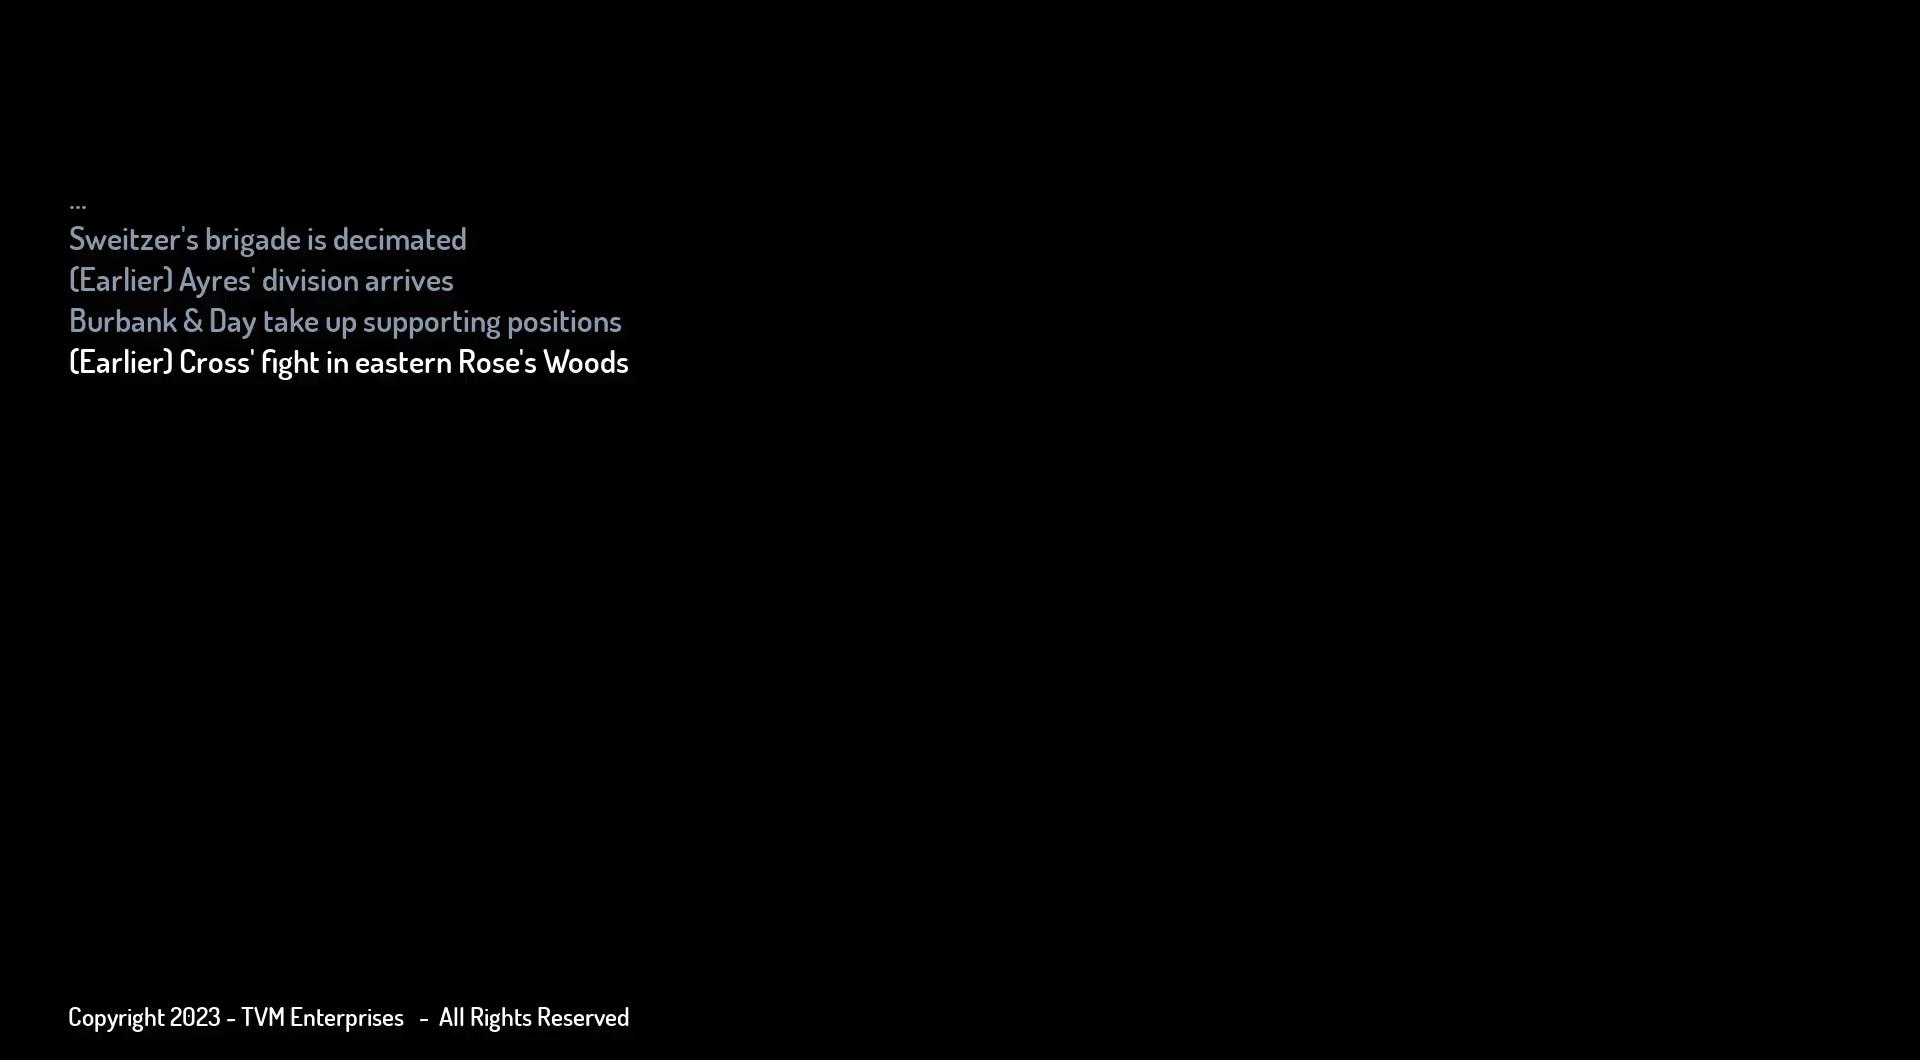 ...
Sweitzer's brigade is decimated
(Earlier) Ayres' division arrives
Burbank & Day take up supporting positions
(Earlier) Cross' fight in eastern Rose's Woods
Copyright 2023 - TVM Enterprises - All Rights Reserved